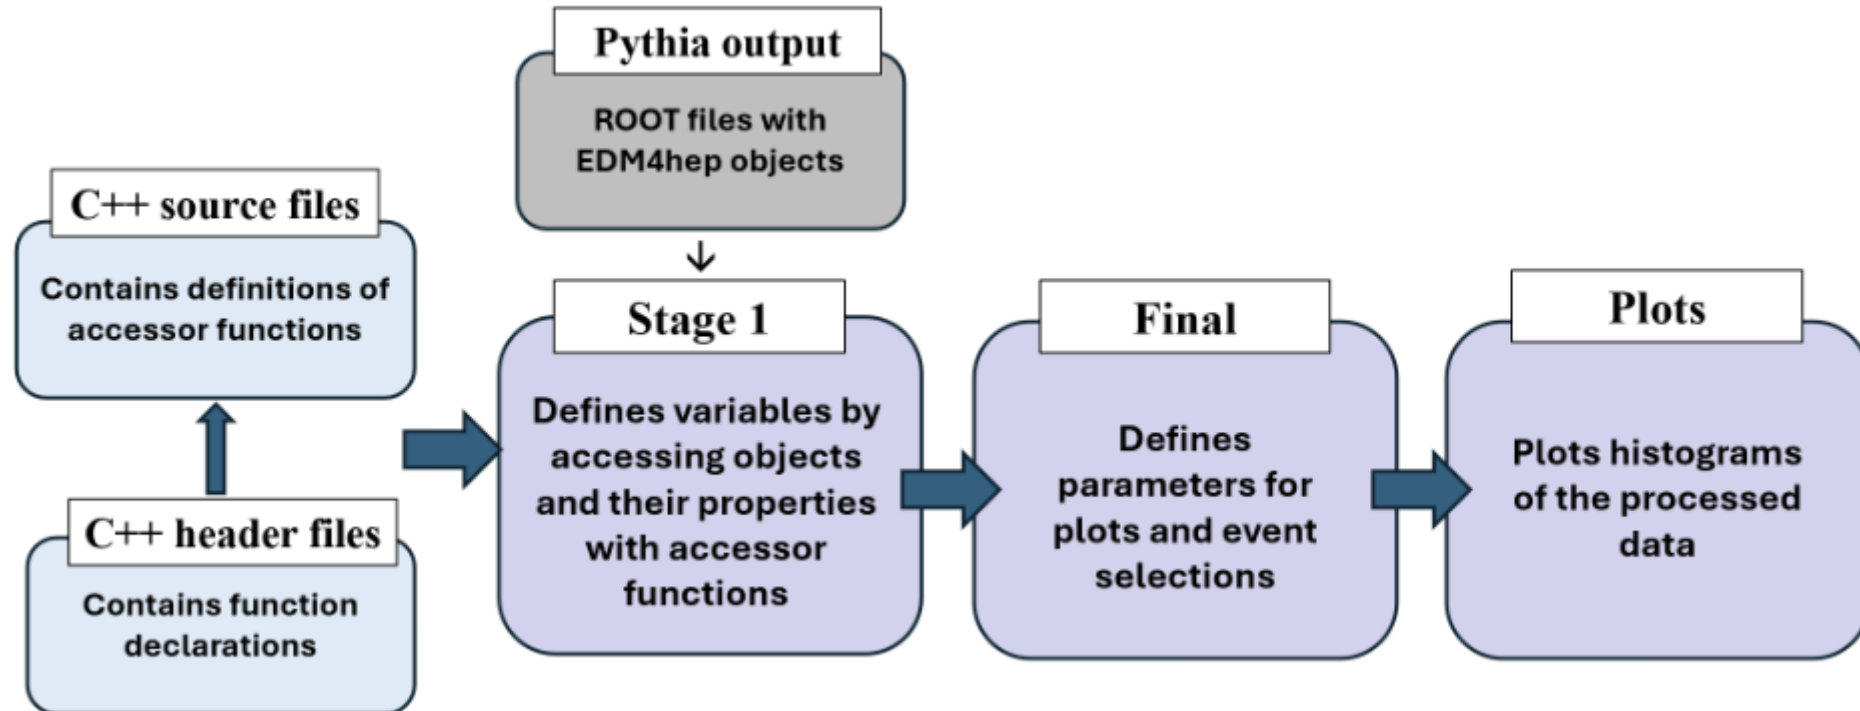 Pythia output
ROOT files with
EDM4hep objects
C++ source files
Contains definitions of
accessor functions
C++ header files
Contains function
declarations
Stage 1
Defines variables by
accessing objects
and their properties
with accessor
functions
Final
Defines
parameters for
plots and event
selections
Plots
Plots histograms
of the processed
data